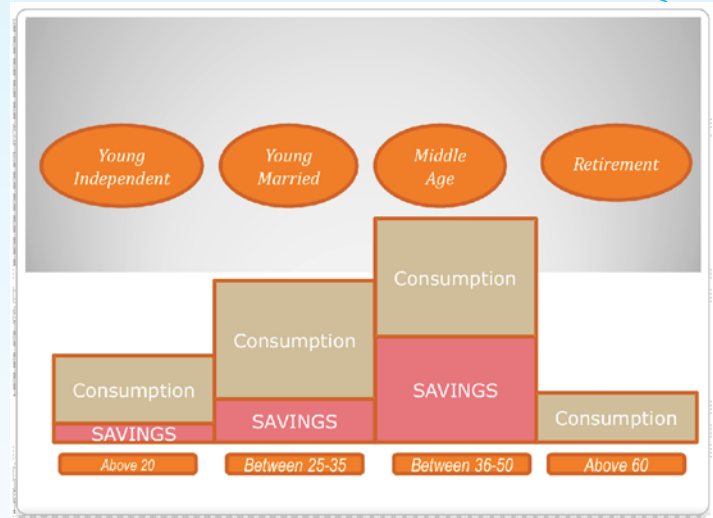 Young
Independent
Young
Married
Middle
Age
Retirement
Consumption
SAVINGS
Consumption
SAVINGS
Consumption
SAVINGS
Consumption
Above 20
Between 25-35
Between 36-50
Above 60